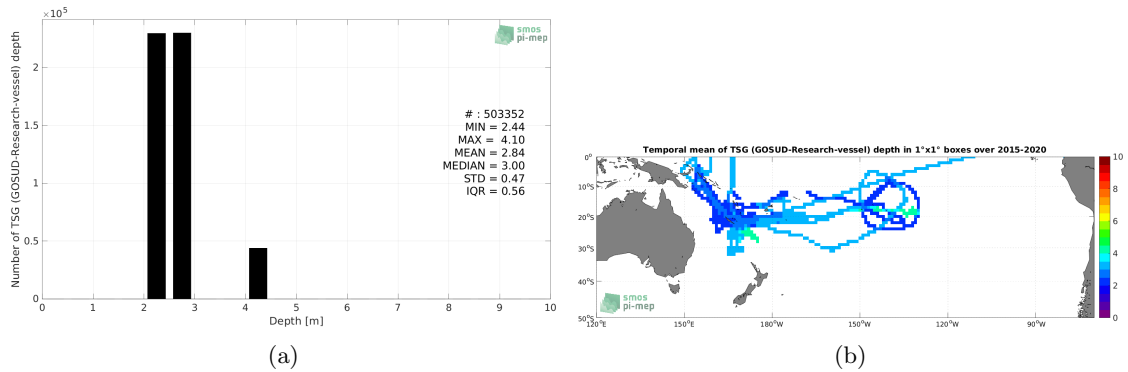 ×10⁵
2
1.5
1
0.5
0
Number of TSG (GOSUD-Research-vessel) depth
0 1 2 3 4 5 6 7 8 9 10
Depth [m]
smos
pi-mep
# : 503352
MIN = 2.44
MAX = 4.10
MEAN = 2.84
MEDIAN = 3.00
STD = 0.47
IQR = 0.56
(a)
Temporal mean of TSG (GOSUD-Research-vessel) depth in 1°x1° boxes over 2015-2020
0°
10°S
20°S
30°S
40°S
50°S
120°E 150°E 180°W 150°W 120°W 90°W
smos
pi-mep
10
8
6
4
2
0
(b)